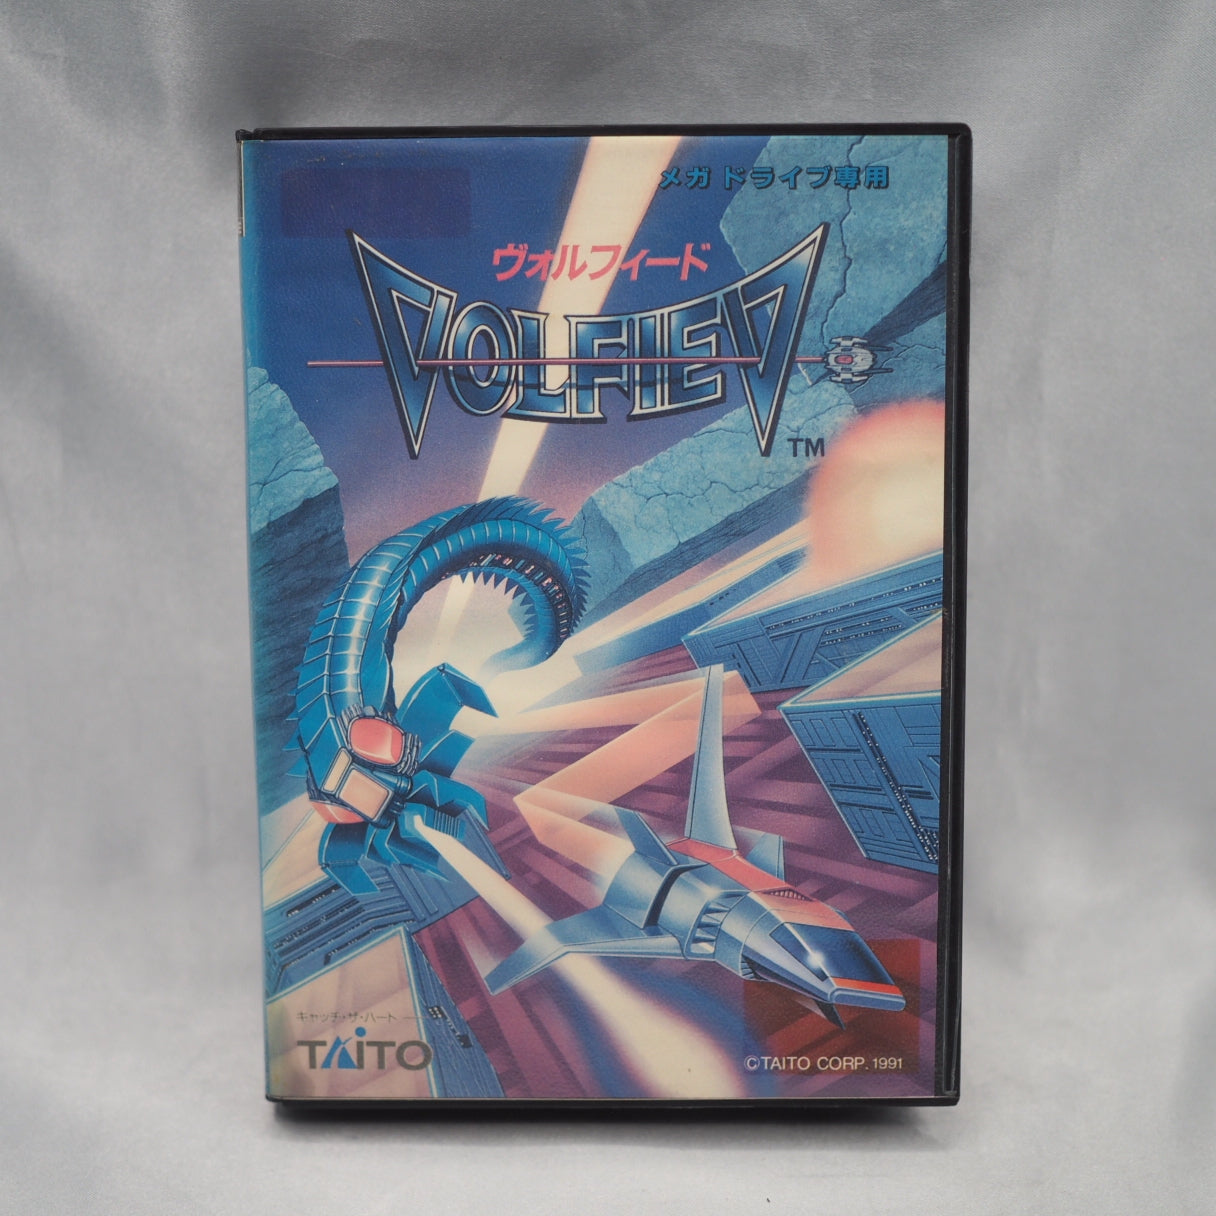 メガドライブ専用
ヴォルフィード
VOLFIED
TM
キャッチ・ザ・ハート
TAITO
©TAITO CORP. 1991